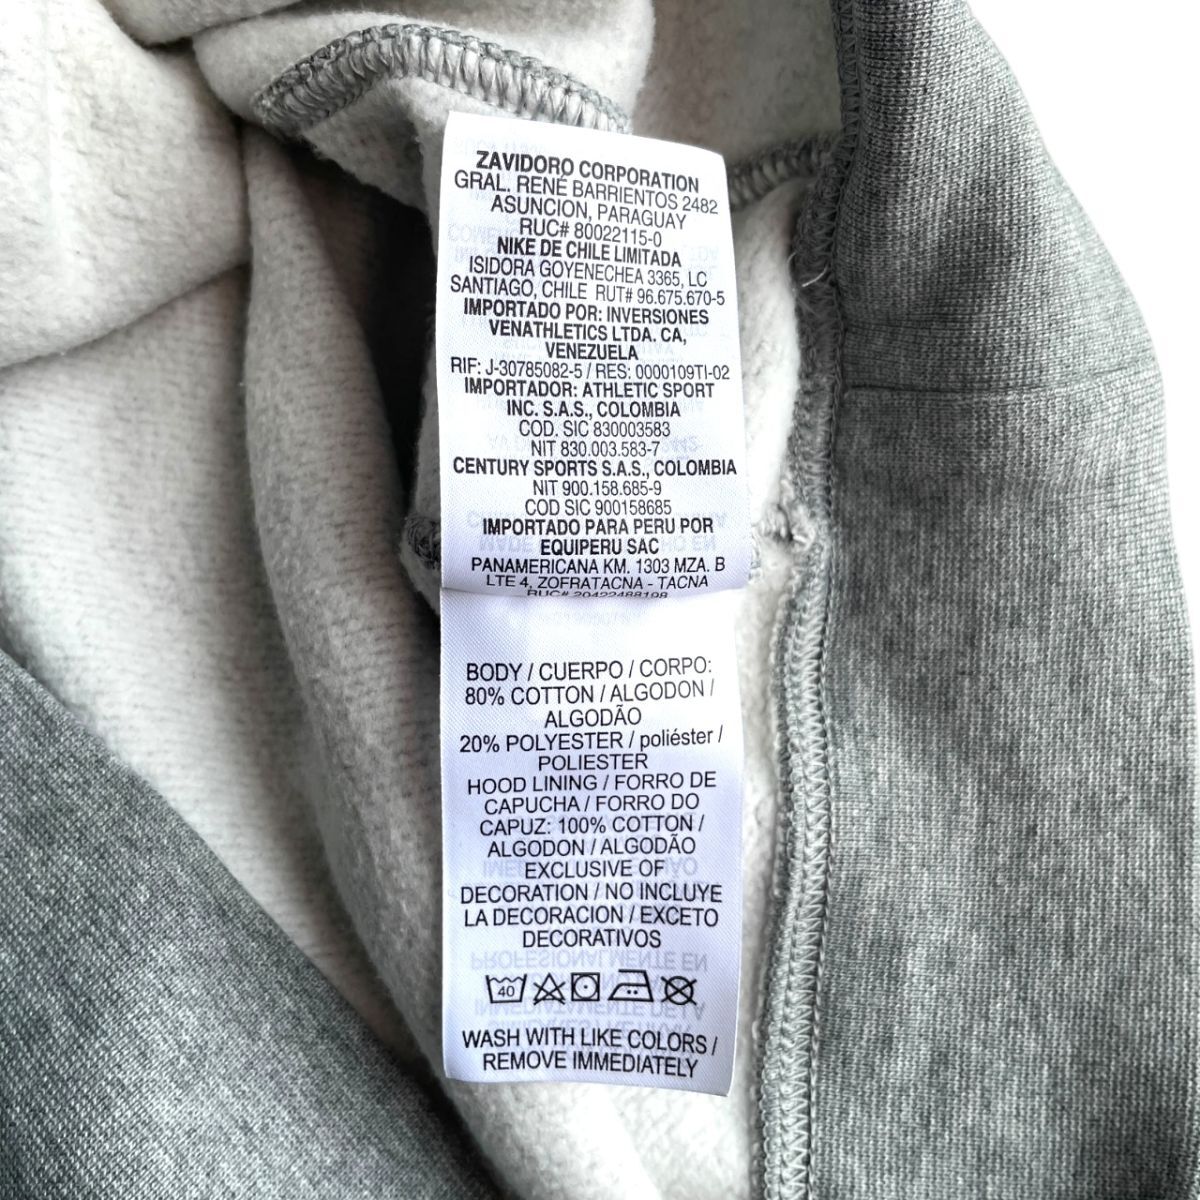 ZAVIDORO CORPORATION
GRAL. RENÉ BARRIENTOS 2482
ASUNCION, PARAGUAY
RUC# 80022115-0
NIKE DE CHILE LIMITADA
ISIDORA GOYENECHEA 3365, LC
SANTIAGO, CHILE RUT# 96.675.670-5
IMPORTADO POR: INVERSIONES
VENATHLETICS LTDA. CA,
VENEZUELA
RIF: J-30785082-5 / RES: 0000109TI-02
IMPORTADOR: ATHLETIC SPORT
INC. S.A.S., COLOMBIA
COD. SIC 830003583
NIT 830.003.583-7
CENTURY SPORTS S.A.S., COLOMBIA
NIT 900.158.685-9
COD SIC 900158685
IMPORTADO PARA PERU POR
EQUIPERU SAC
PANAMERICANA KM. 1303 MZA. B
LTE 4, ZOFRATACNA - TACNA
RUC# 20422488198
BODY / CUERPO / CORPO:
80% COTTON / ALGODON /
ALGODÃO
20% POLYESTER / poliéster /
POLIESTER
HOOD LINING / FORRO DE
CAPUCHA / FORRO DO
CAPUZ: 100% COTTON /
ALGODON / ALGODÃO
EXCLUSIVE OF
DECORATION / NO INCLUYE
LA DECORACION / EXCETO
DECORATIVOS
40
WASH WITH LIKE COLORS /
REMOVE IMMEDIATELY